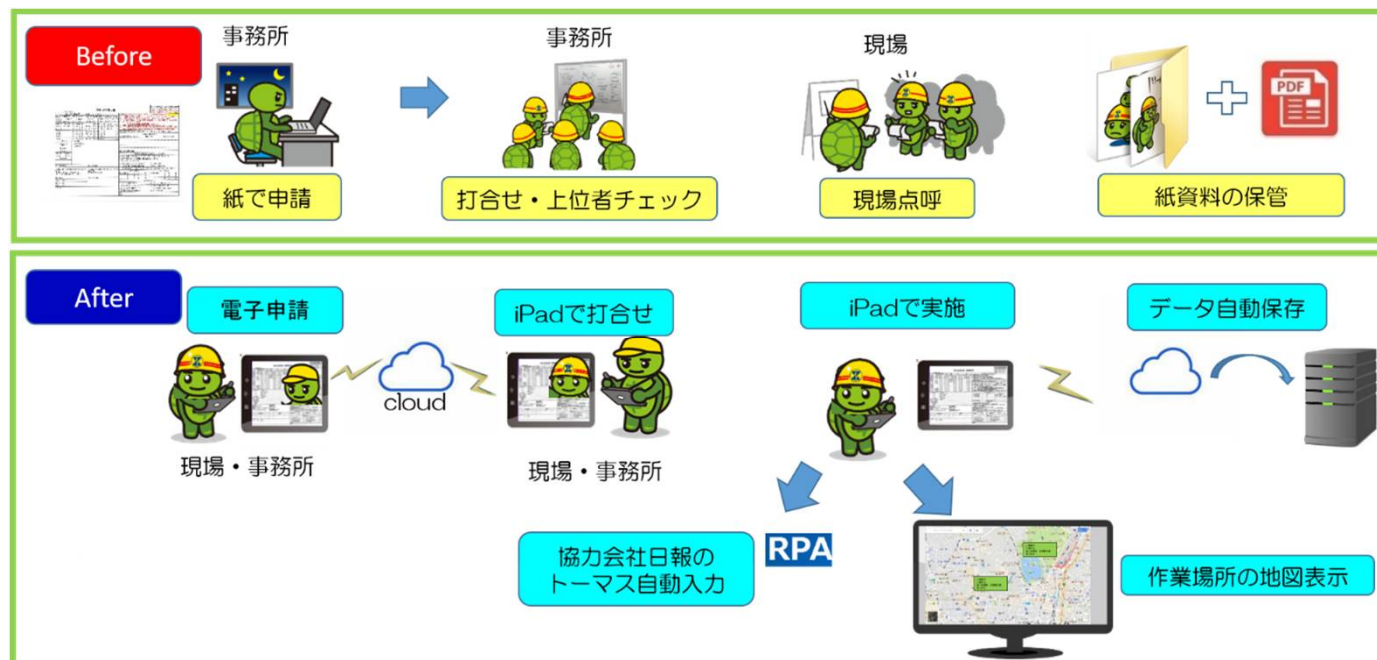 Before
事務所
紙で申請
事務所
打合せ・上位者チェック
現場
現場点呼
PDF
紙資料の保管
After
電子申請
現場・事務所
cloud
iPadで打合せ
現場・事務所
iPadで実施
データ自動保存
協力会社日報の
トーマス自動入力
RPA
作業場所の地図表示